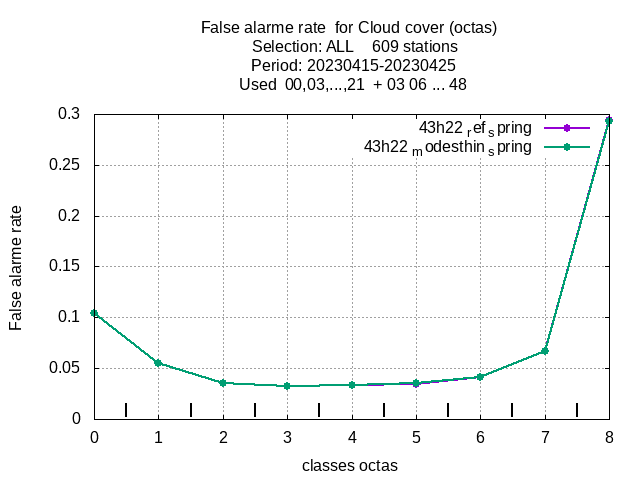 False alarme rate  for Cloud cover (octas)
Selection: ALL    609 stations
Period: 20230415-20230425
Used  00,03,...,21  + 03 06 ... 48
43h22 ref spring
43h22 modesthin spring
0.3
0.25
0.2
0.15
0.1
0.05
0
False alarme rate
0 1 2 3 4 5 6 7 8
classes octas